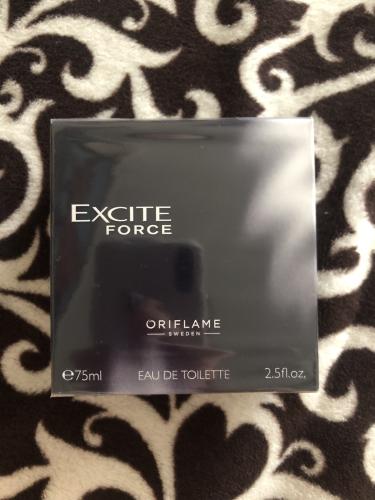 EXCITE
FORCE
ORIFLAME
SWEDEN
℮75ml EAU DE TOILETTE 2.5fl.oz.